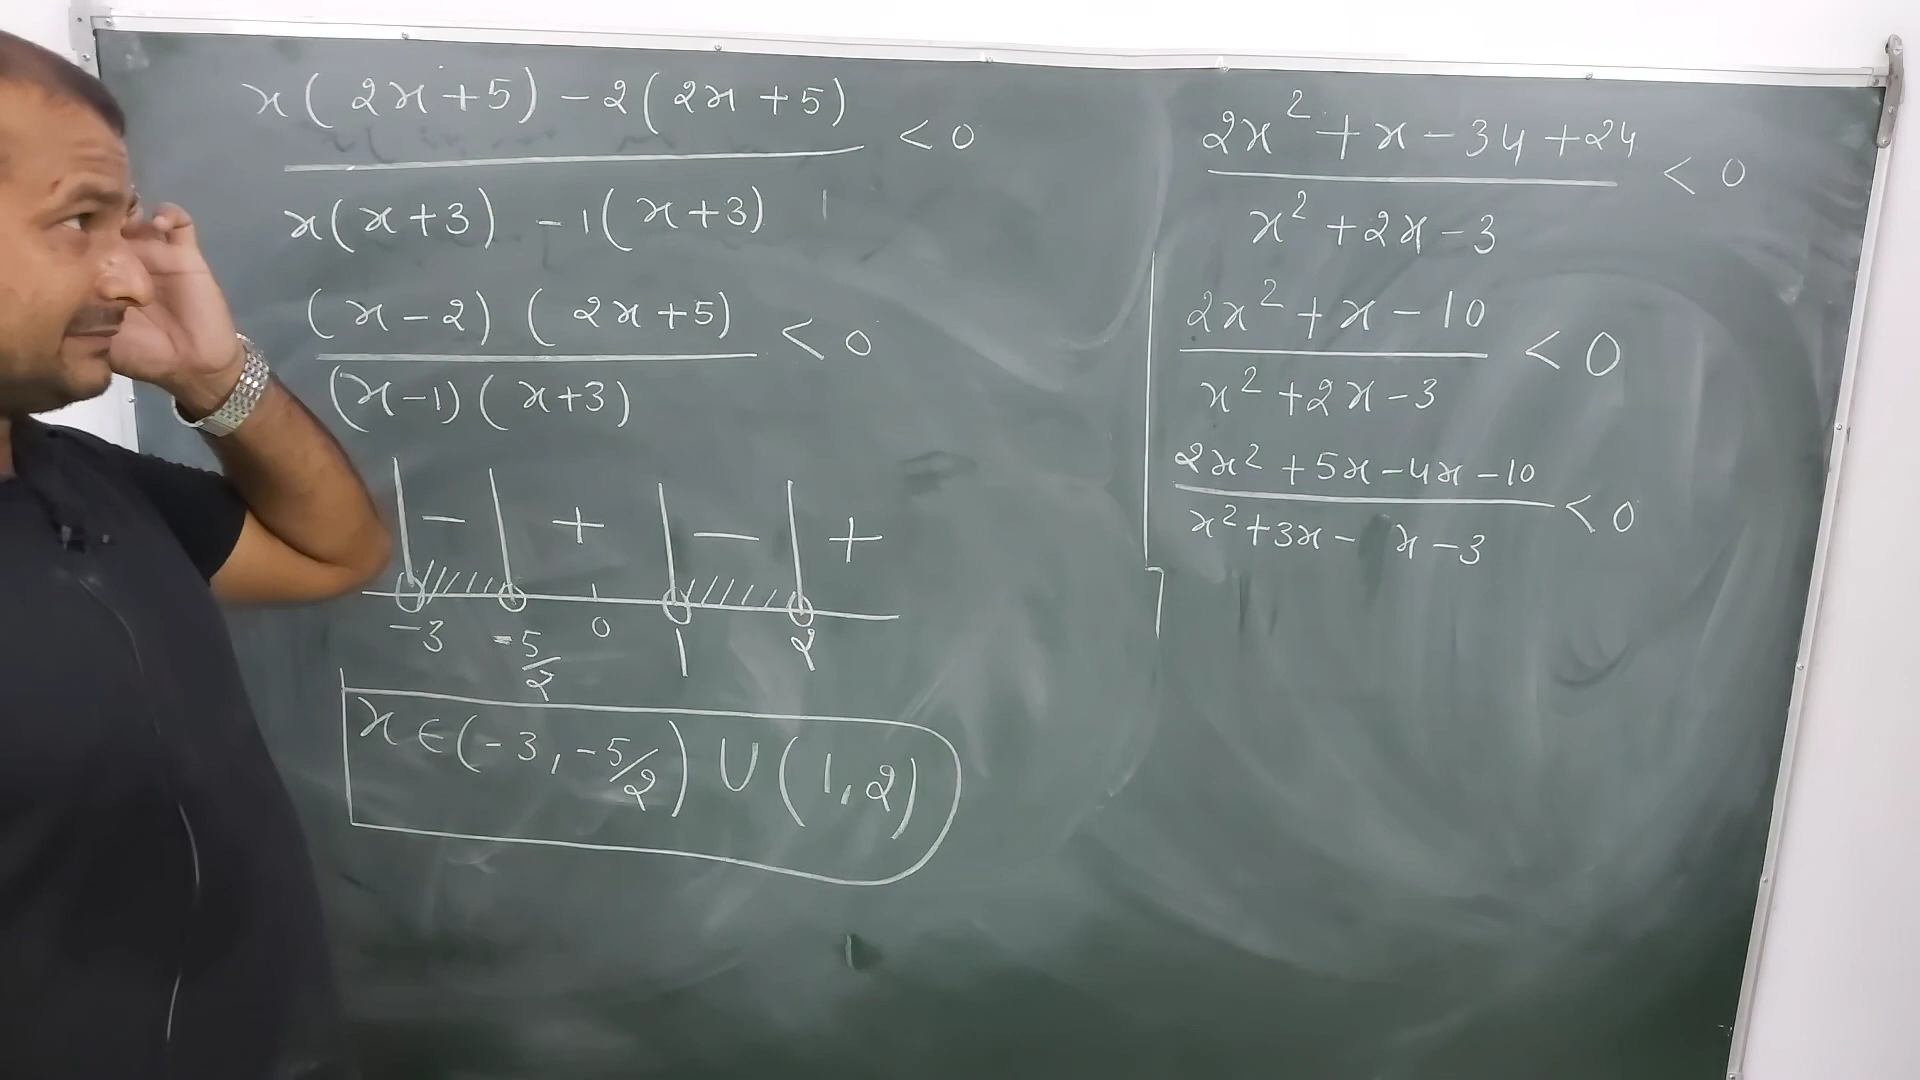 x(2x+5)-2(2x+5)
< 0
x(x+3) -1(x+3)
(x-2)(2x+5)
< 0
(x-1)(x+3)
- + - +
-3 -5/2 0 1 2
x∈(-3,-5/2) ∪ (1,2)
2x²+x-34+24
< 0
x²+2x-3
2x²+x-10
< 0
x²+2x-3
2x²+5x-4x-10
< 0
x²+3x-x-3